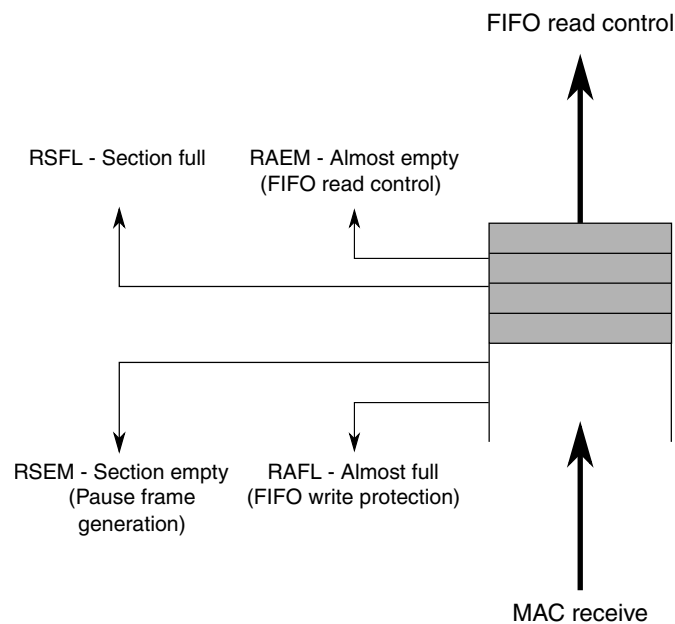 FIFO read control
RSFL - Section full
RAEM - Almost empty
(FIFO read control)
RSEM - Section empty
(Pause frame
generation)
RAFL - Almost full
(FIFO write protection)
MAC receive